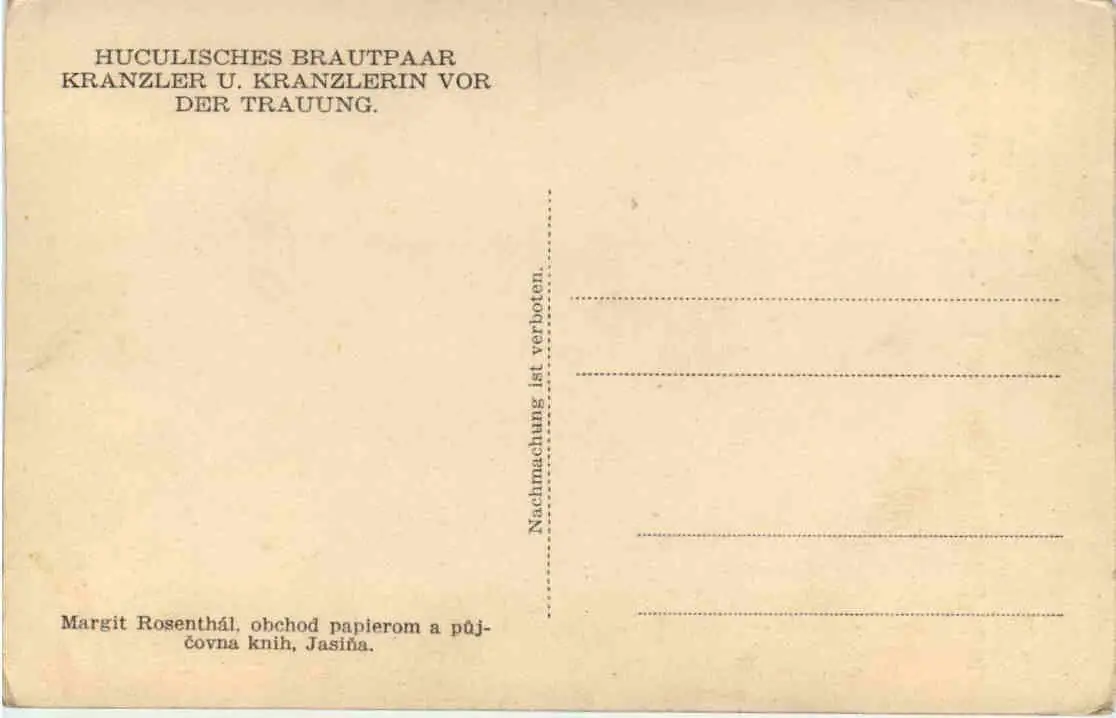 HUCULISCHES BRAUTPAAR
KRANZLER U. KRANZLERIN VOR
DER TRAUUNG.
Nachmachung ist verboten.
Margit Rosenthál, obchod papierom a půj-
čovna knih, Jasiňa.